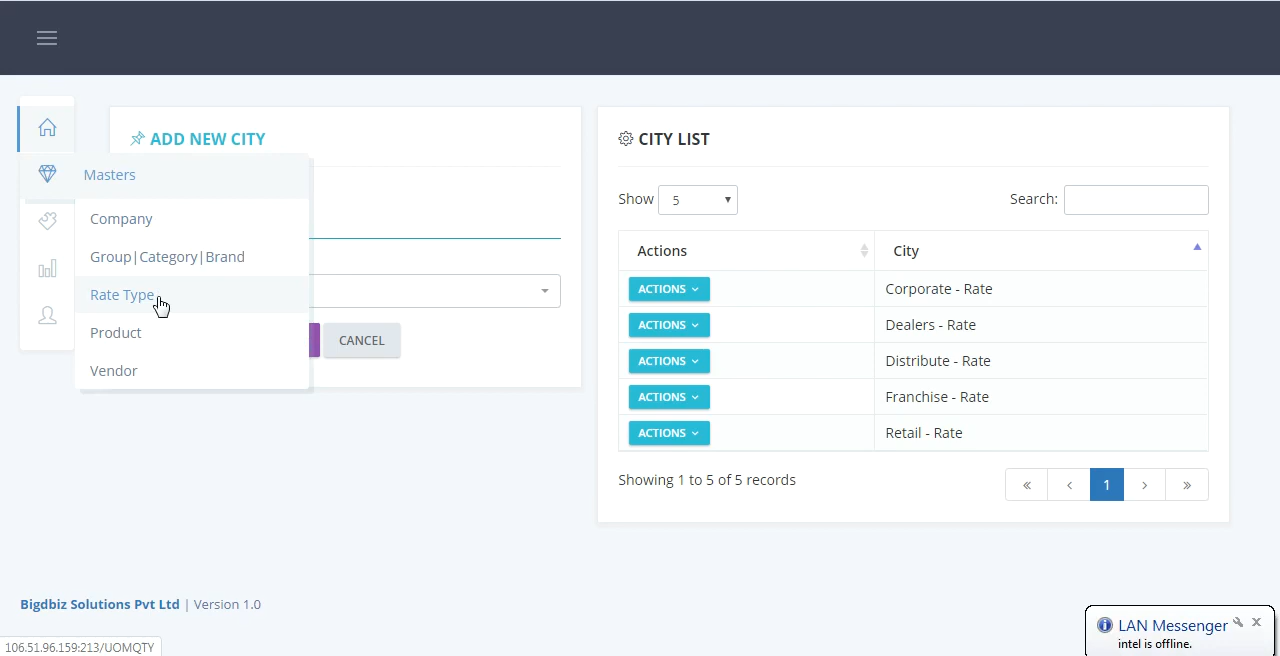 ADD NEW CITY
Masters
Company
Group|Category|Brand
Rate Type
Product
Vendor
CANCEL
CITY LIST
Show 5
Search:
Actions City
ACTIONS Corporate - Rate
ACTIONS Dealers - Rate
ACTIONS Distribute - Rate
ACTIONS Franchise - Rate
ACTIONS Retail - Rate
Showing 1 to 5 of 5 records
« < 1 > »
Bigdbiz Solutions Pvt Ltd | Version 1.0
106.51.96.159:213/UOMQTY
LAN Messenger
intel is offline.